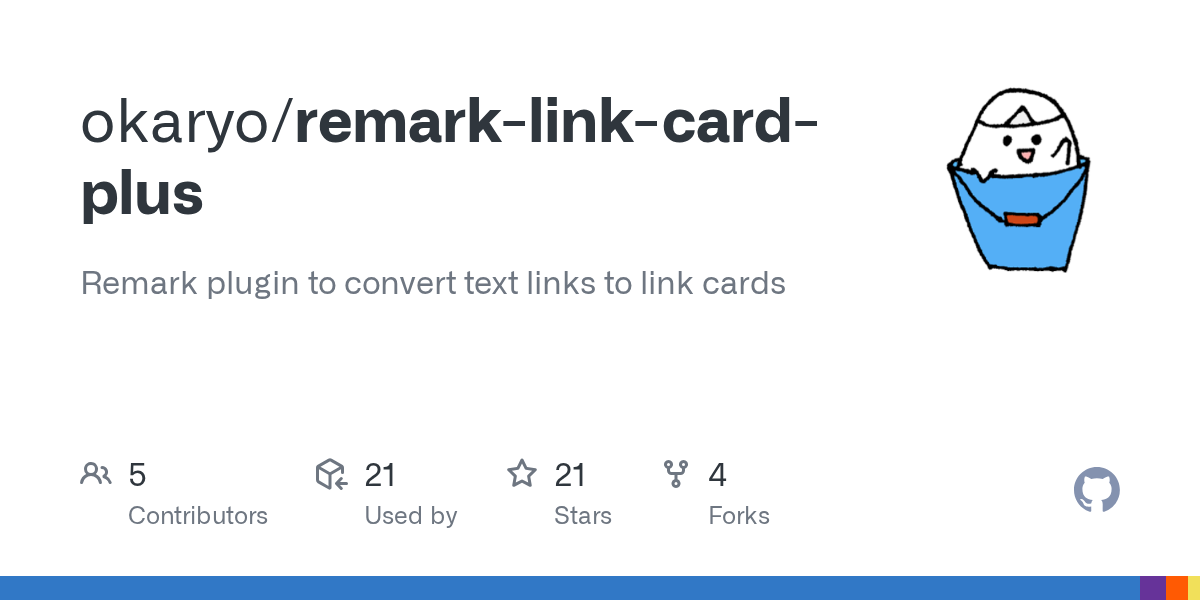 okaryo/remark-link-card-
plus
Remark plugin to convert text links to link cards
5
Contributors
21
Used by
21
Stars
4
Forks